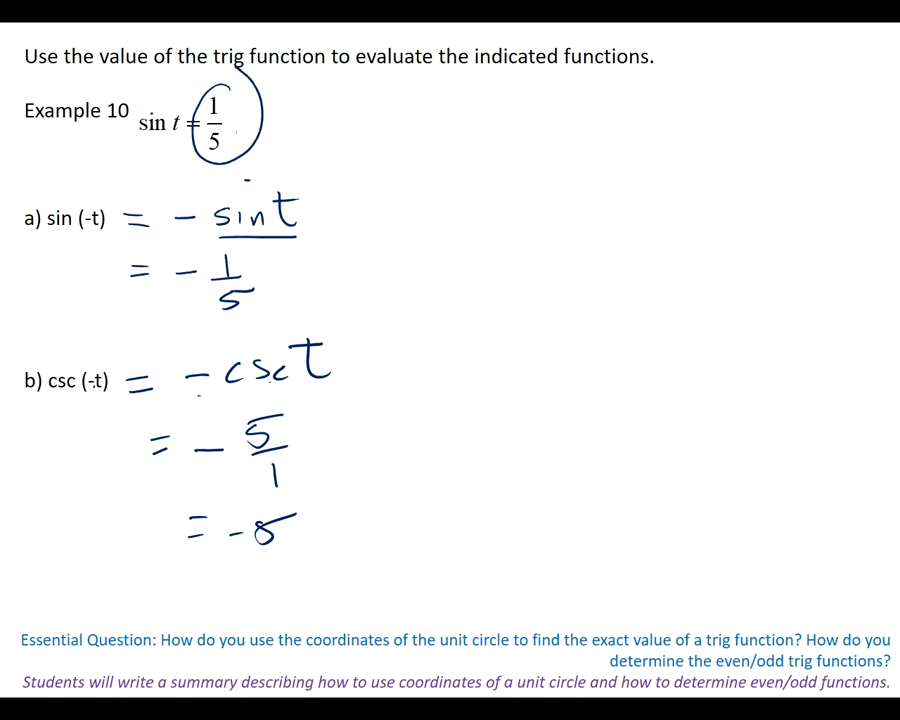 Use the value of the trig function to evaluate the indicated functions.
Example 10 sin t = 1/5
a) sin (-t) = - sin t
= - 1/5
b) csc (-t) = - csc t
= - 5/1
= -5
Essential Question: How do you use the coordinates of the unit circle to find the exact value of a trig function? How do you
determine the even/odd trig functions?
Students will write a summary describing how to use coordinates of a unit circle and how to determine even/odd functions.